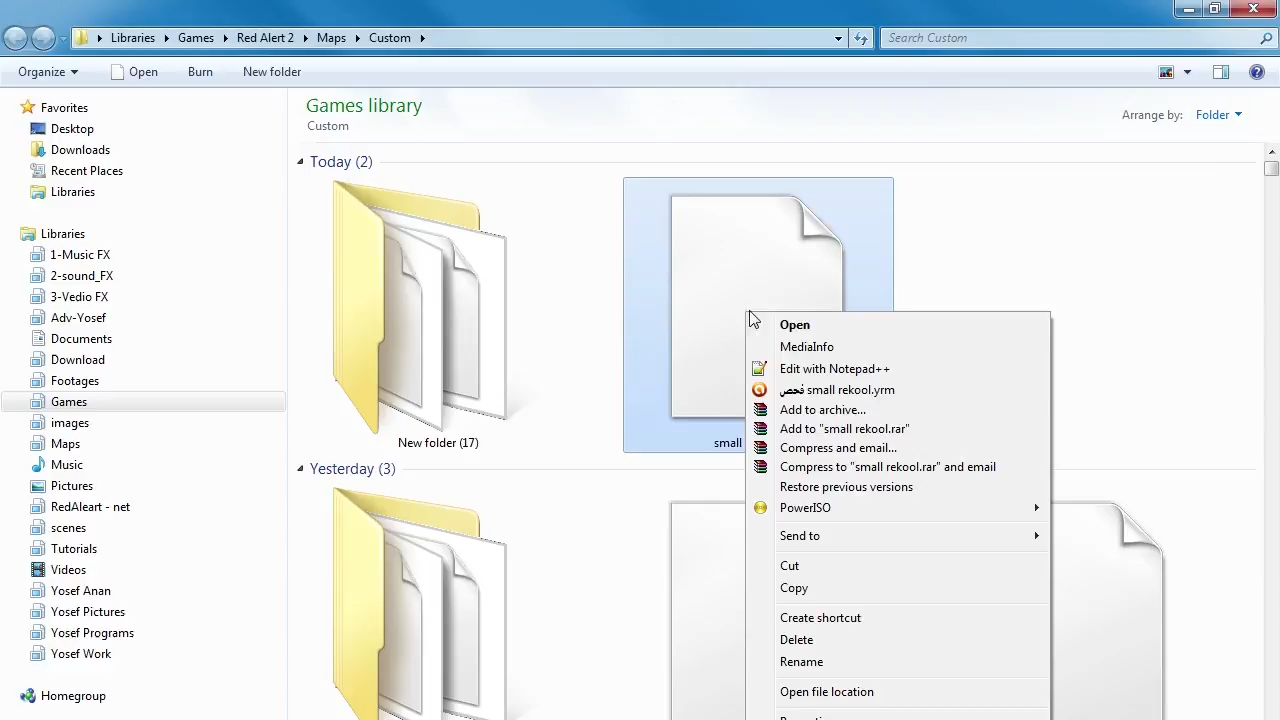 Libraries Games Red Alert 2 Maps Custom
Search Custom
Organize Open Burn New folder
Games library
Custom
Arrange by: Folder
Favorites
Desktop
Downloads
Recent Places
Libraries
Libraries
1-Music FX
2-sound_FX
3-Vedio FX
Adv-Yosef
Documents
Download
Footages
Games
images
Maps
Music
Pictures
RedAleart - net
scenes
Tutorials
Videos
Yosef Anan
Yosef Pictures
Yosef Programs
Yosef Work
Homegroup
Today (2)
New folder (17)
small
Yesterday (3)
Open
MediaInfo
Edit with Notepad++
فحص small rekool.yrm
Add to archive...
Add to "small rekool.rar"
Compress and email...
Compress to "small rekool.rar" and email
Restore previous versions
PowerISO
Send to
Cut
Copy
Create shortcut
Delete
Rename
Open file location